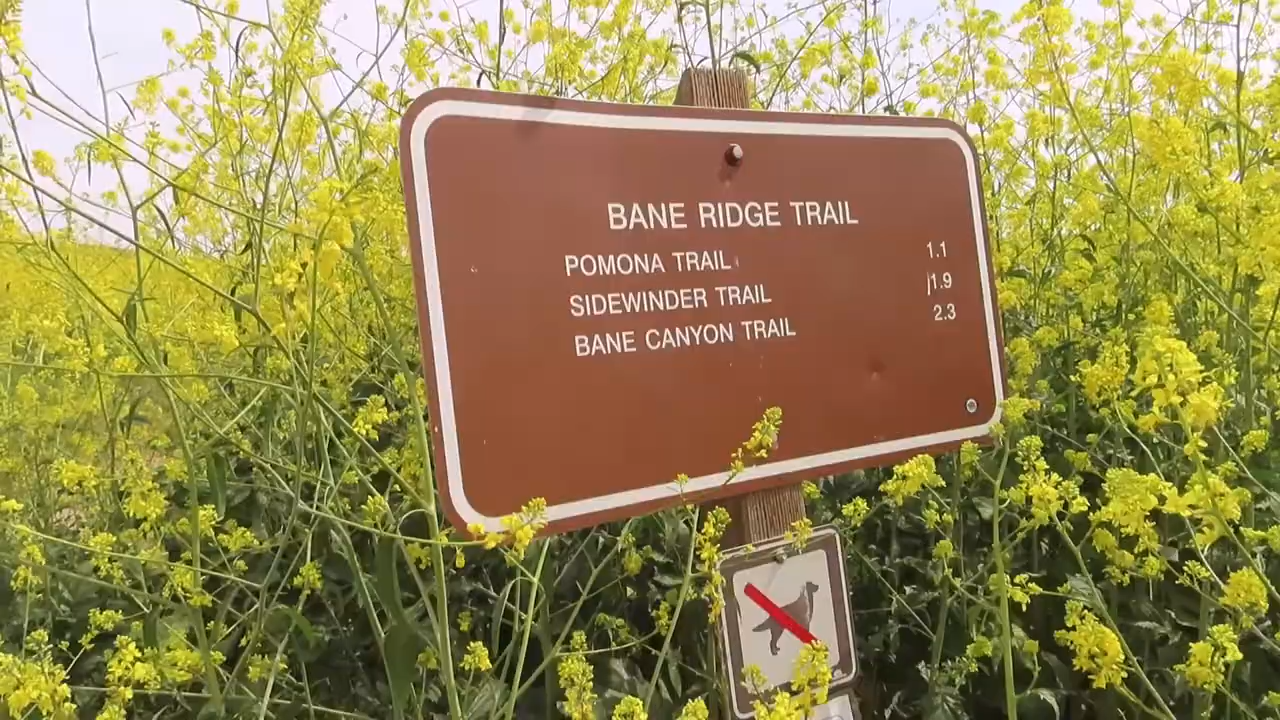 BANE RIDGE TRAIL
POMONA TRAIL 1.1
SIDEWINDER TRAIL 1.9
BANE CANYON TRAIL 2.3